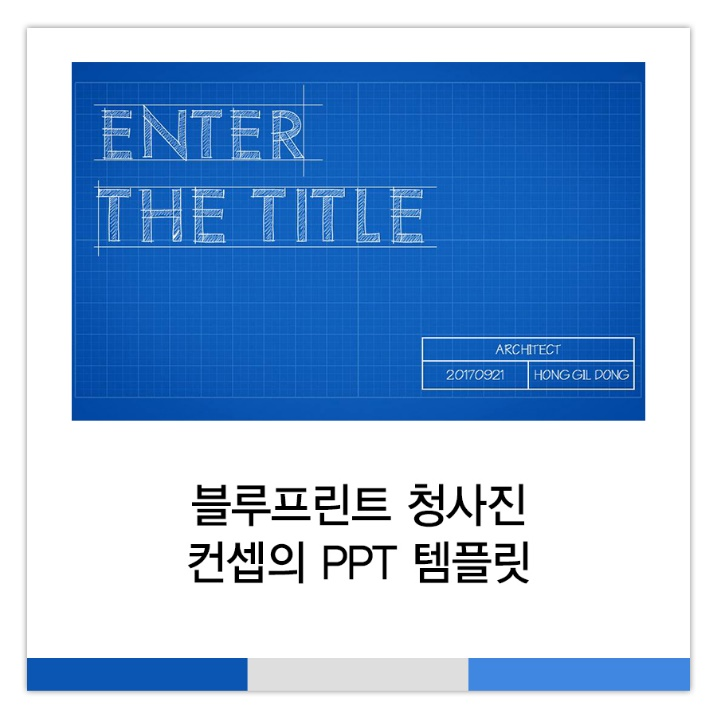 ENTER
THE TITLE
ARCHITECT
20170921 HONG GIL DONG
블루프린트 청사진
컨셉의 PPT 템플릿